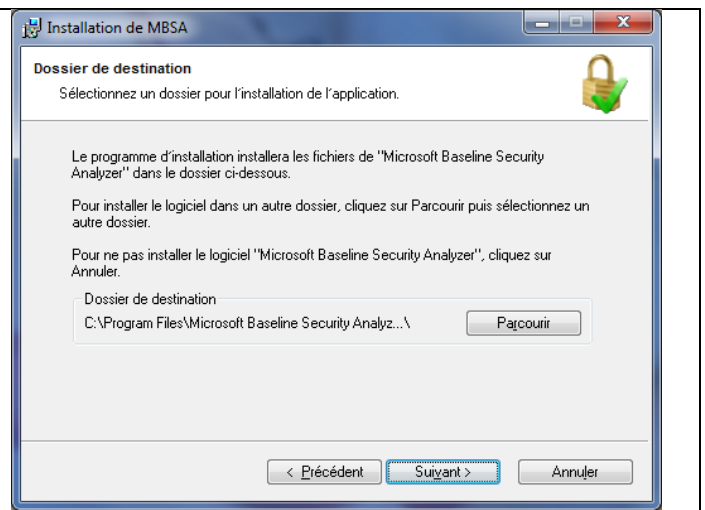 Installation de MBSA
Dossier de destination
Sélectionnez un dossier pour l'installation de l'application.
Le programme d'installation installera les fichiers de "Microsoft Baseline Security
Analyzer" dans le dossier ci-dessous.
Pour installer le logiciel dans un autre dossier, cliquez sur Parcourir puis sélectionnez un
autre dossier.
Pour ne pas installer le logiciel "Microsoft Baseline Security Analyzer", cliquez sur
Annuler.
Dossier de destination
C:\Program Files\Microsoft Baseline Security Analyz...\ Parcourir
< Précédent Suivant > Annuler